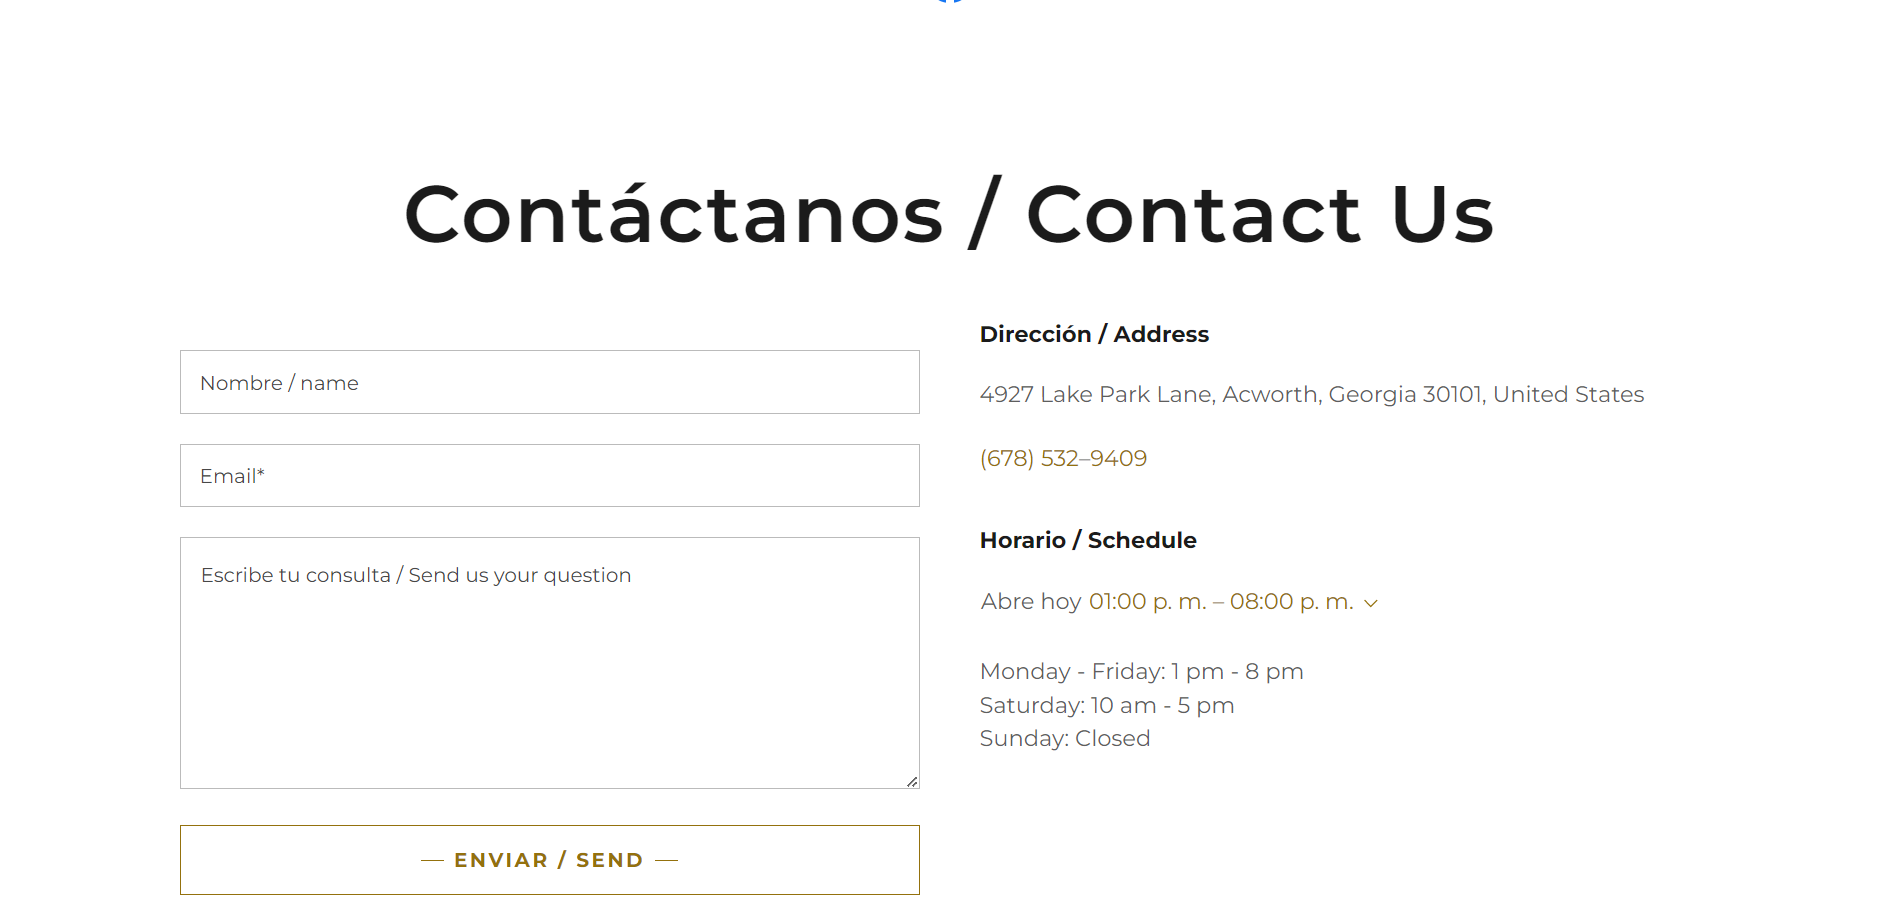 Contáctanos / Contact Us
Nombre / name
Email*
Escribe tu consulta / Send us your question
ENVIAR / SEND
Dirección / Address
4927 Lake Park Lane, Acworth, Georgia 30101, United States
(678) 532–9409
Horario / Schedule
Abre hoy 01:00 p. m. – 08:00 p. m.
Monday - Friday: 1 pm - 8 pm
Saturday: 10 am - 5 pm
Sunday: Closed